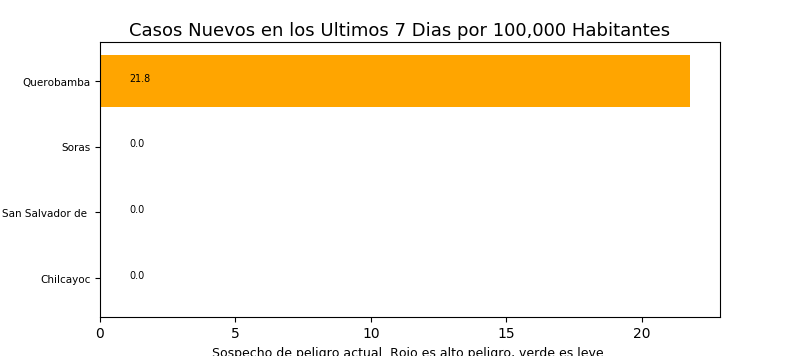 Casos Nuevos en los Ultimos 7 Dias por 100,000 Habitantes
Querobamba
21.8
Soras
0.0
San Salvador de
0.0
Chilcayoc
0.0
0 5 10 15 20
Sospecho de peligro actual. Rojo es alto peligro, verde es leve